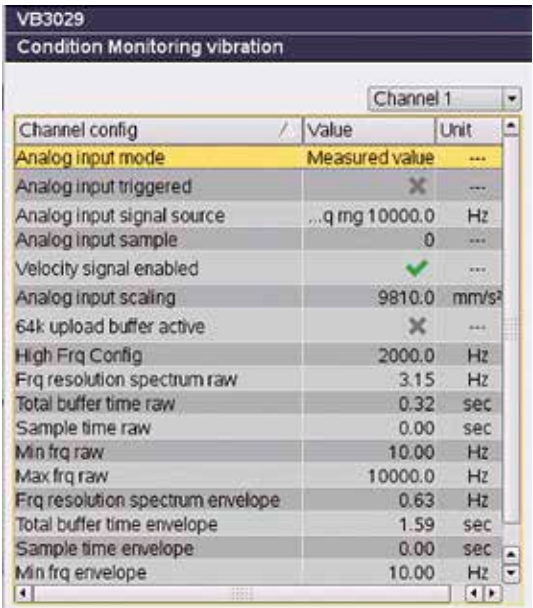 VB3029
Condition Monitoring vibration
Channel 1
Channel config / Value Unit
Analog input mode Measured value ---
Analog input triggered ---
Analog input signal source ...q rng 10000.0 Hz
Analog input sample 0 ---
Velocity signal enabled ---
Analog input scaling 9810.0 mm/s²
64k upload buffer active ---
High Frq Config 2000.0 Hz
Frq resolution spectrum raw 3.15 Hz
Total buffer time raw 0.32 sec
Sample time raw 0.00 sec
Min frq raw 10.00 Hz
Max frq raw 10000.0 Hz
Frq resolution spectrum envelope 0.63 Hz
Total buffer time envelope 1.59 sec
Sample time envelope 0.00 sec
Min frq envelope 10.00 Hz